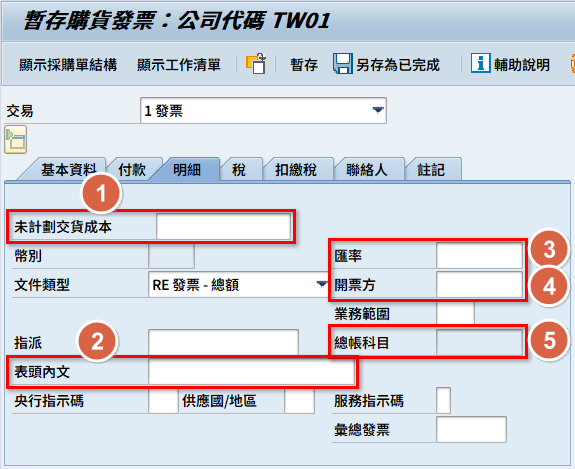 暫存購貨發票：公司代碼 TW01
顯示採購單結構 顯示工作清單 暫存 另存為已完成 輔助說明
交易 1 發票
基本資料 付款 明細 稅 扣繳稅 聯絡人 註記
1
未計劃交貨成本
幣別 匯率 3
文件類型 RE 發票 - 總額 開票方 4
業務範圍
指派 2 總帳科目 5
表頭內文
央行指示碼 供應國/地區 服務指示碼
彙總發票